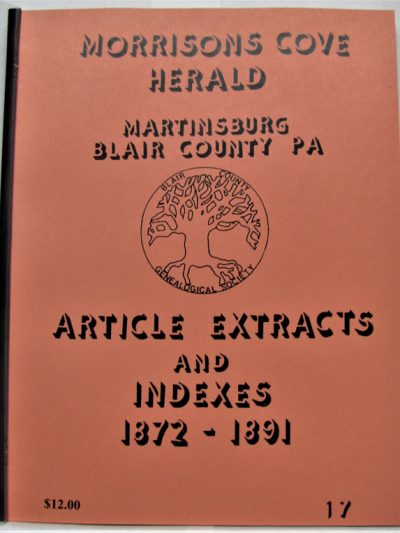 MORRISONS COVE
HERALD
MARTINSBURG
BLAIR COUNTY PA
BLAIR COUNTY
GENEALOGICAL SOCIETY
ARTICLE EXTRACTS
AND
INDEXES
1872 - 1891
$12.00
17